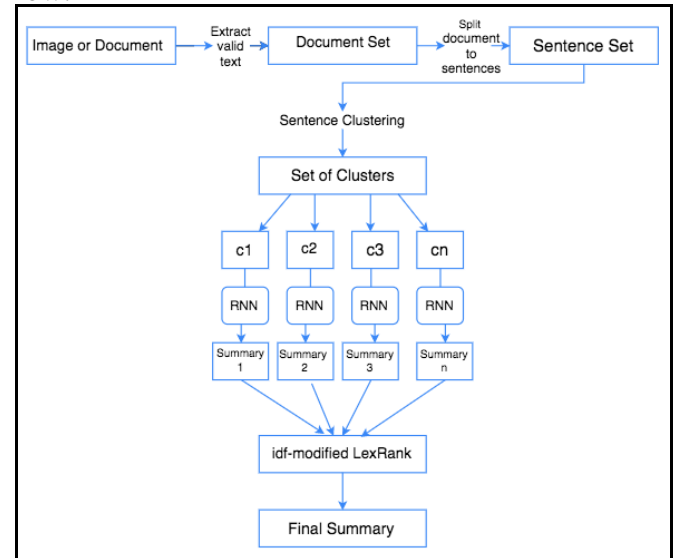 Image or Document
Extract
valid
text
Document Set
Split
document
to
sentences
Sentence Set
Sentence Clustering
Set of Clusters
c1
c2
c3
cn
RNN
RNN
RNN
RNN
Summary
1
Summary
2
Summary
3
Summary
n
idf-modified LexRank
Final Summary